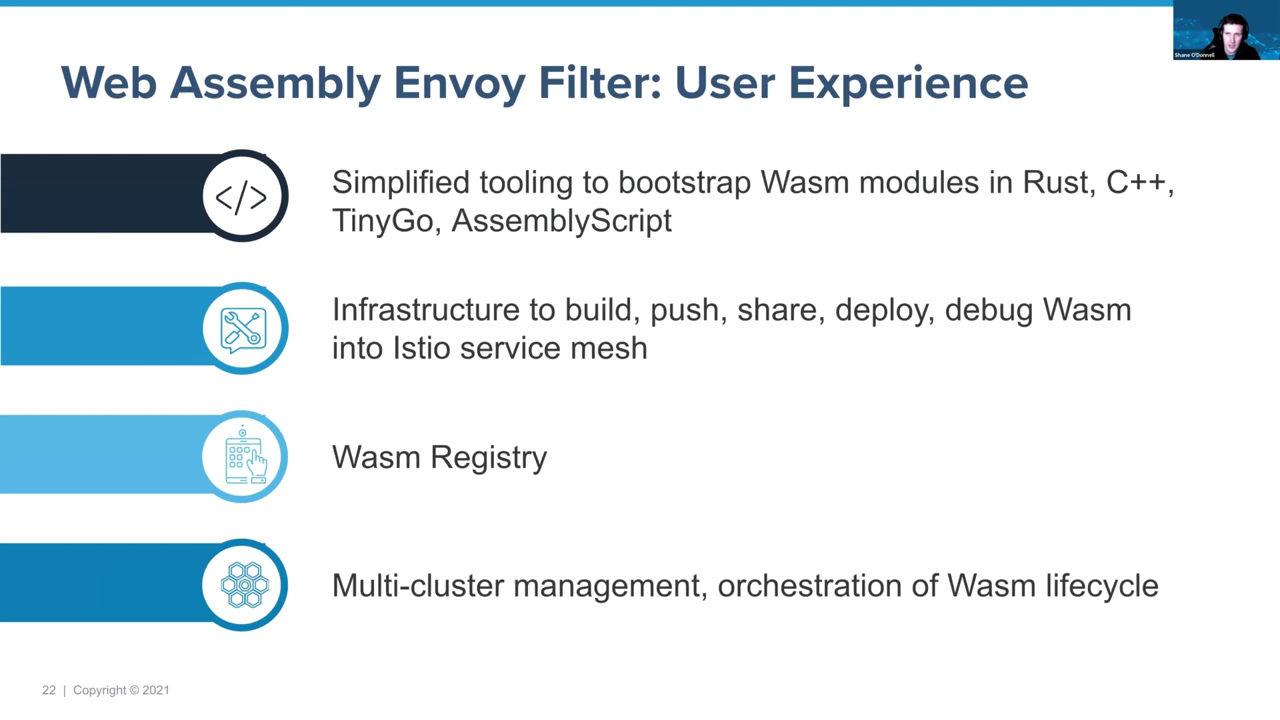 Shane O'Donnell
Web Assembly Envoy Filter: User Experience
</>
Simplified tooling to bootstrap Wasm modules in Rust, C++,
TinyGo, AssemblyScript
Infrastructure to build, push, share, deploy, debug Wasm
into Istio service mesh
Wasm Registry
Multi-cluster management, orchestration of Wasm lifecycle
22 | Copyright © 2021